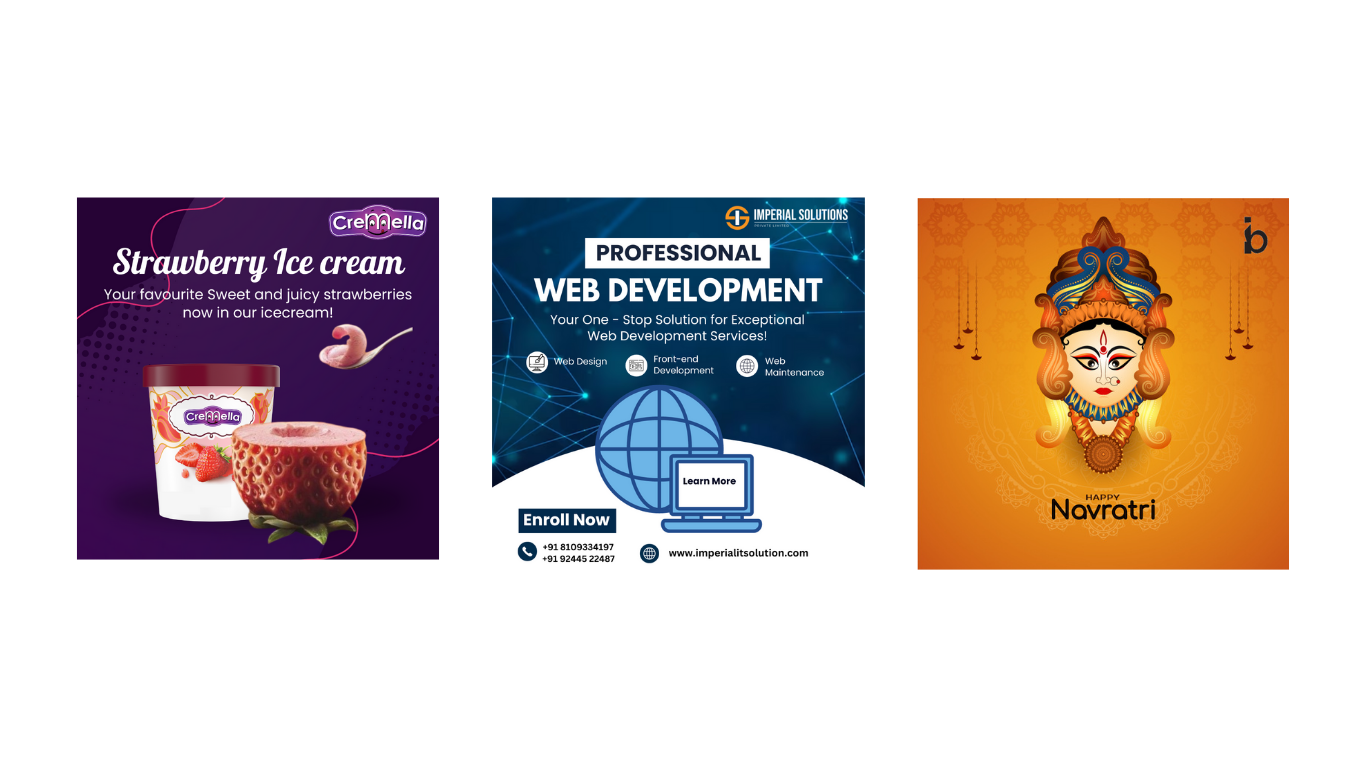 Cremella
Strawberry Ice cream
Your favourite Sweet and juicy strawberries
now in our icecream!
Cremella
IMPERIAL SOLUTIONS
PRIVATE LIMITED
PROFESSIONAL
WEB DEVELOPMENT
Your One - Stop Solution for Exceptional
Web Development Services!
Web Design
Front-end
Development
Web
Maintenance
Learn More
Enroll Now
+91 8109334197
+91 92445 22487
www.imperialitsolution.com
ib
HAPPY
Navratri